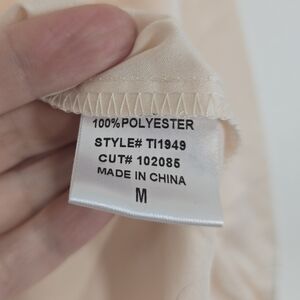 100%POLYESTER
STYLE# TI1949
CUT# 102085
MADE IN CHINA
M